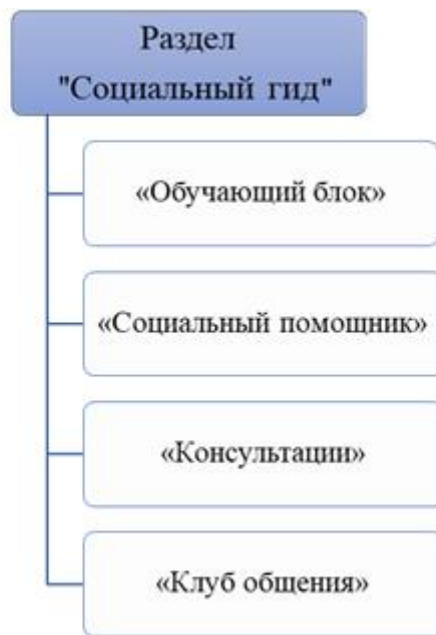 Раздел
"Социальный гид"
«Обучающий блок»
«Социальный помощник»
«Консультации»
«Клуб общения»